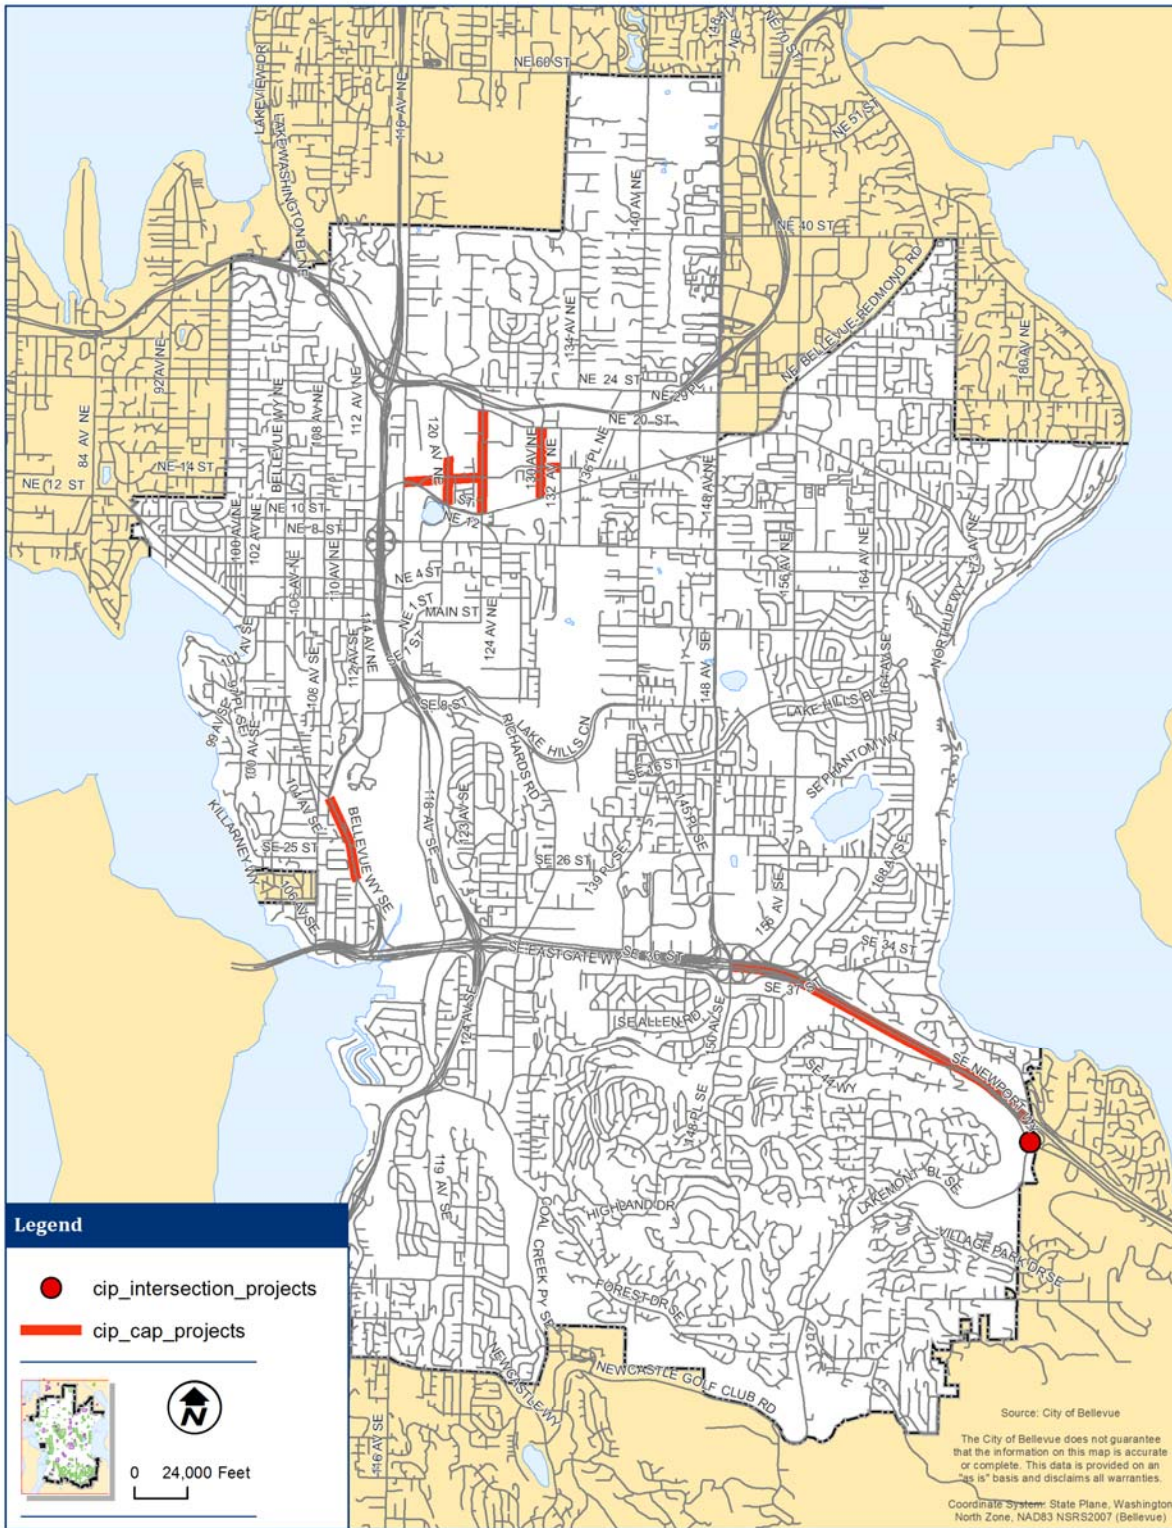 NE 60 ST
148
NE
NE 70 ST
LAKEVIEW DR
LAKE WASHINGTON BL NE
116 AV NE
NE 51 ST
140 AV NE
NE 40 ST
NE BELLEVUE-REDMOND RD
134 AV NE
92 AV NE
180 AV NE
84 AV NE
BELLEVUE WY NE
108 AV NE
112 AV NE
NE 24 ST
NE 29 PL
NE 20 ST
120 AV NE
130 AV NE
132 AV NE
136 PL NE
NE 14 ST
NE 12 ST
148 AV NE
NE 10 ST
ST
NE 12
NE 8 ST
100 AV NE
102 AV NE
106 AV NE
110 AV NE
NE 4 ST
NE 1 ST
MAIN ST
124 AV NE
156 AV NE
164 AV NE
173 AV NE
NORTHUP WY
114 AV NE
SE 1 ST
101 AV SE
97 PL SE
99 AV SE
100 AV SE
108 AV SE
112 AV SE
148 AV SE
164 AV SE
LAKE HILLS BL
SE 8 ST
RICHARDS RD
LAKE HILLS CN
SE 16 ST
SE PHANTOM WY
104 AV SE
BELLEVUE WY SE
118 AV SE
123 AV SE
145 PL SE
KILLARNEY WY
SE 25 ST
SE 26 ST
139 PL SE
168 AV SE
106 AV SE
156 AV SE
SE EASTGATE W
SE 36 ST
SE 34 ST
SE 37 ST
124 AV SE
SE ALLEN RD
150 AV SE
SE 44 WY
SE NEWPORT WY
148 PL SE
119 AV SE
HIGHLAND DR
LAKEMONT BL SE
COAL CREEK PY SE
VILLAGE PARK DR SE
FOREST DR SE
NEWCASTLE WY
NEWCASTLE GOLF CLUB RD
116 AV SE
Legend
cip_intersection_projects
cip_cap_projects
N
0 24,000 Feet
Source: City of Bellevue
The City of Bellevue does not guarantee
that the information on this map is accurate
or complete. This data is provided on an
"as is" basis and disclaims all warranties.
Coordinate System: State Plane, Washington
North Zone, NAD83 NSRS2007 (Bellevue)